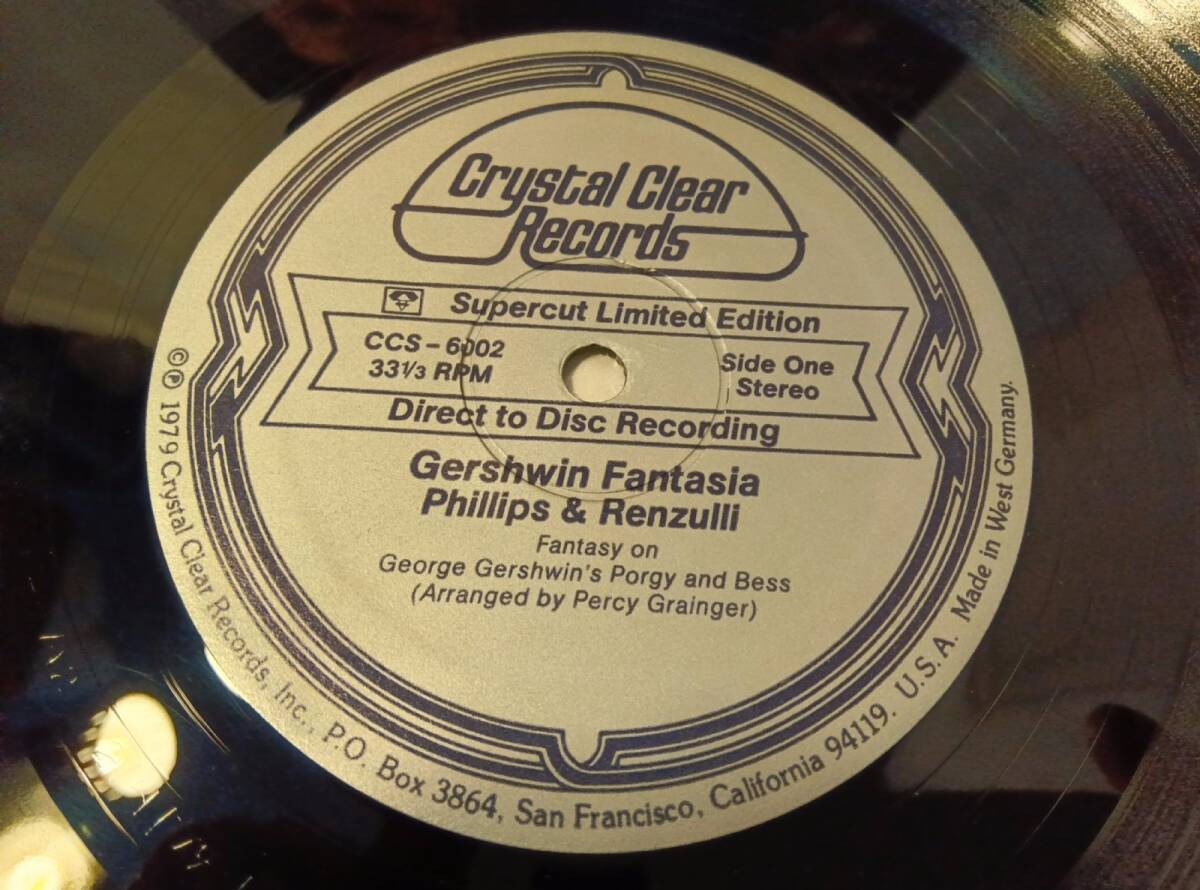 Crystal Clear
Records
Supercut Limited Edition
CCS-6002
33⅓ RPM
Side One
Stereo
Direct to Disc Recording
Gershwin Fantasia
Phillips & Renzulli
Fantasy on
George Gershwin's Porgy and Bess
(Arranged by Percy Grainger)
©℗ 1979 Crystal Clear Records, Inc., P.O. Box 3864, San Francisco, California 94119. U.S.A. Made in West Germany.